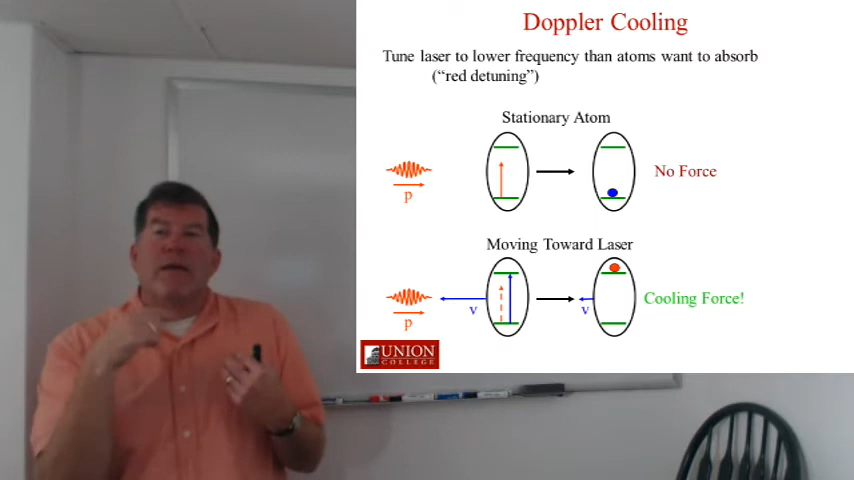 Doppler Cooling
Tune laser to lower frequency than atoms want to absorb
("red detuning")
Stationary Atom
p
No Force
Moving Toward Laser
p
v
v
Cooling Force!
UNION
COLLEGE